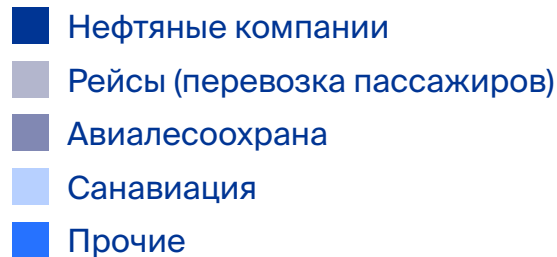 Нефтяные компании
Рейсы (перевозка пассажиров)
Авиалесоохрана
Санавиация
Прочие